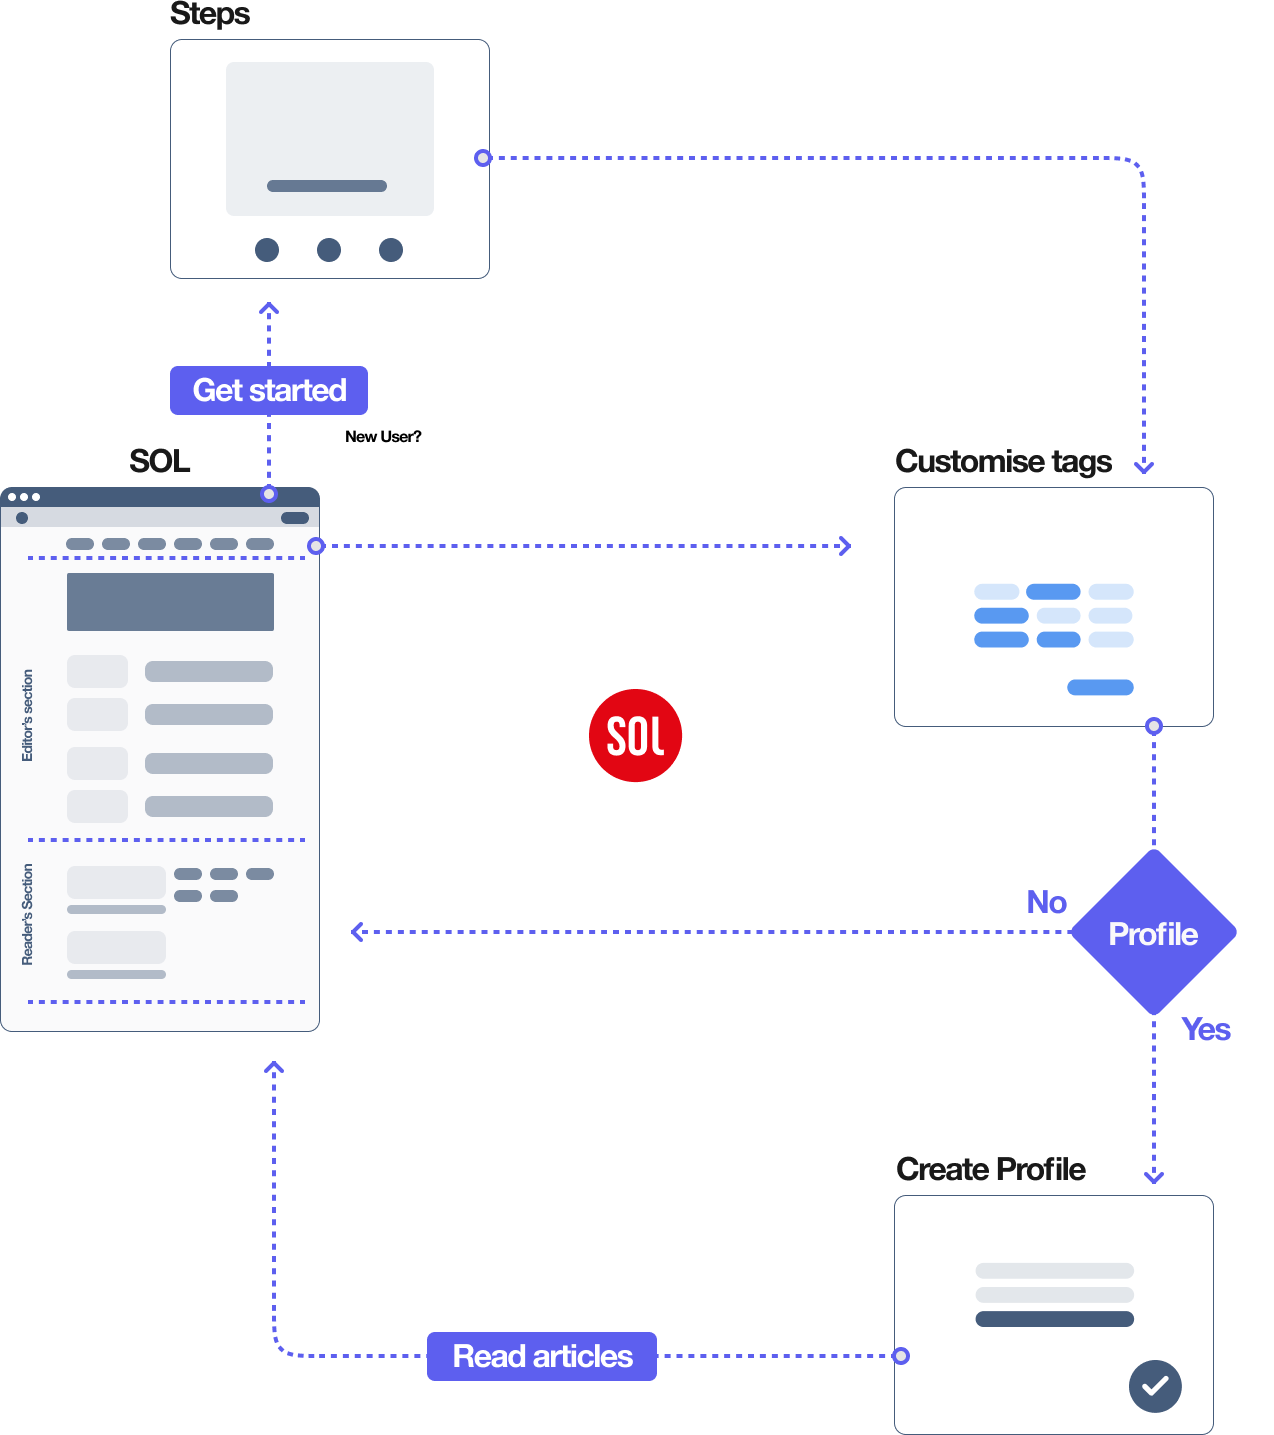 Steps
Get started
New User?
SOL
Customise tags
Editor's section
SOL
Reader's Section
No
Profile
Yes
Create Profile
Read articles